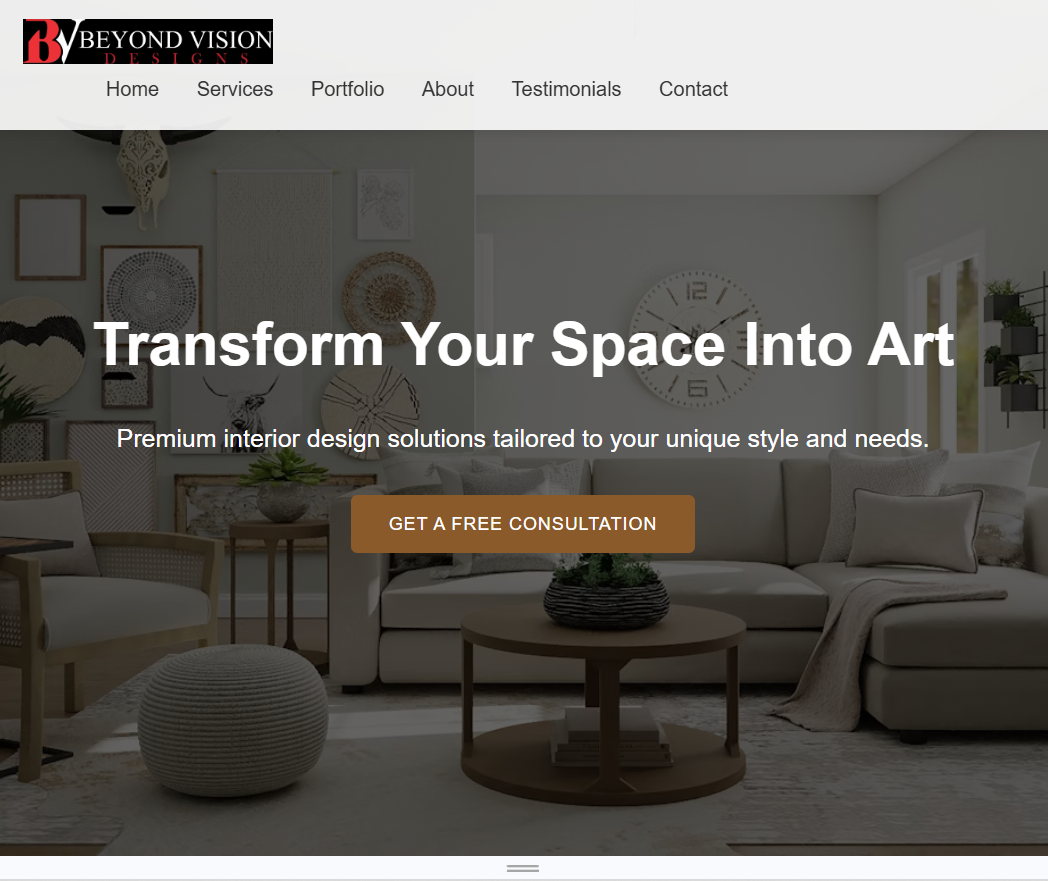 BV BEYOND VISION
DESIGNS
Home Services Portfolio About Testimonials Contact
Transform Your Space Into Art
Premium interior design solutions tailored to your unique style and needs.
GET A FREE CONSULTATION